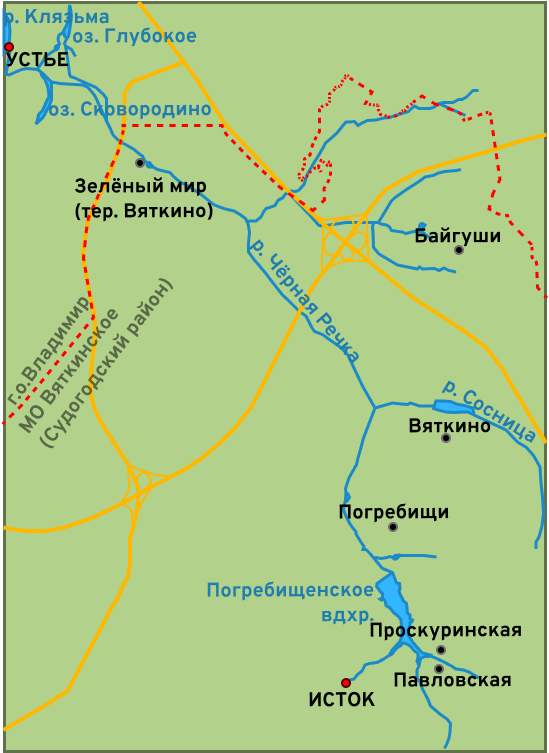 р. Клязьма
оз. Глубокое
УСТЬЕ
оз. Сковородино
Зелёный мир
(тер. Вяткино)
Байгуши
р. Чёрная Речка
г.о.Владимир
МО Вяткинское
(Судогодский район)
р. Сосница
Вяткино
Погребищи
Погребищенское
вдхр.
Проскуринская
Павловская
ИСТОК